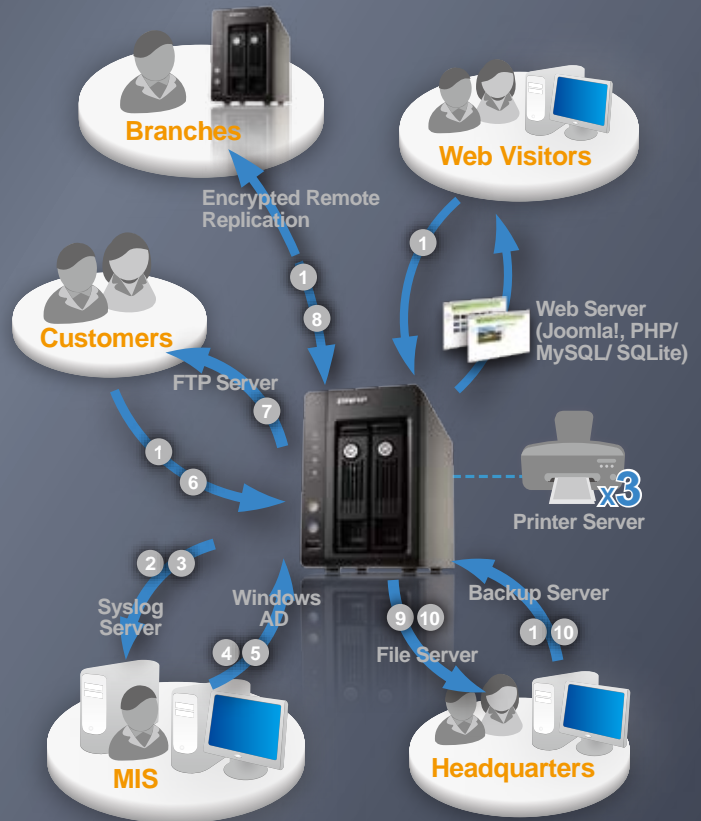 Branches
Web Visitors
Encrypted Remote
Replication
1
1
8
Web Server
(Joomla!, PHP/
MySQL/ SQLite)
Customers
FTP Server
7
1
6
x3
Printer Server
2 3
Syslog
Server
Windows
AD
4 5
Backup Server
9 10
1 10
File Server
MIS
Headquarters